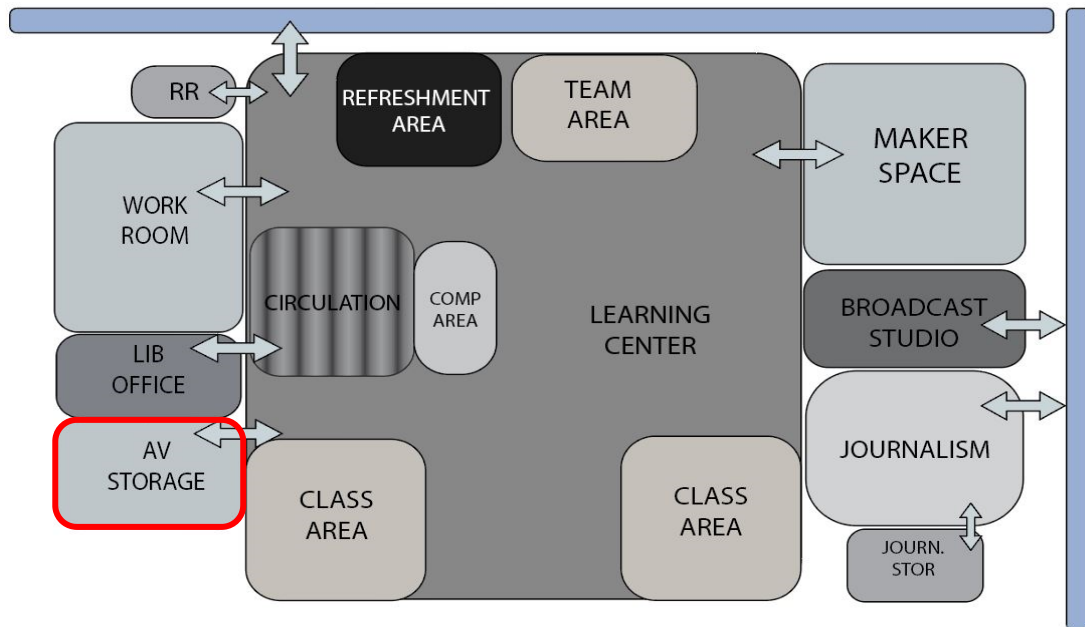 RR
REFRESHMENT
AREA
TEAM
AREA
MAKER
SPACE
WORK
ROOM
CIRCULATION
COMP
AREA
LEARNING
CENTER
BROADCAST
STUDIO
LIB
OFFICE
AV
STORAGE
CLASS
AREA
CLASS
AREA
JOURNALISM
JOURN.
STOR